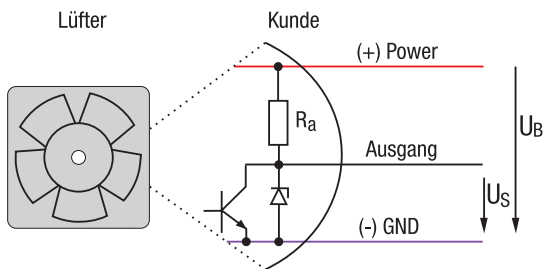 Lüfter
Kunde
(+) Power
Ra
UB
Ausgang
US
(-) GND